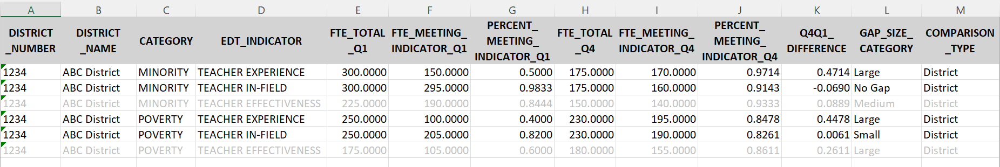 A B C D E F G H I J K L M
DISTRICT_NUMBER DISTRICT_NAME CATEGORY EDT_INDICATOR FTE_TOTAL_Q1 FTE_MEETING_INDICATOR_Q1 PERCENT_MEETING_INDICATOR_Q1 FTE_TOTAL_Q4 FTE_MEETING_INDICATOR_Q4 PERCENT_MEETING_INDICATOR_Q4 Q4Q1_DIFFERENCE GAP_SIZE_CATEGORY COMPARISON_TYPE
1234 ABC District MINORITY TEACHER EXPERIENCE 300.0000 150.0000 0.5000 175.0000 170.0000 0.9714 0.4714 Large District
1234 ABC District MINORITY TEACHER IN-FIELD 300.0000 295.0000 0.9833 175.0000 160.0000 0.9143 -0.0690 No Gap District
1234 ABC District MINORITY TEACHER EFFECTIVENESS 225.0000 190.0000 0.8444 150.0000 140.0000 0.9333 0.0889 Medium District
1234 ABC District POVERTY TEACHER EXPERIENCE 250.0000 100.0000 0.4000 230.0000 195.0000 0.8478 0.4478 Large District
1234 ABC District POVERTY TEACHER IN-FIELD 250.0000 205.0000 0.8200 230.0000 190.0000 0.8261 0.0061 Small District
1234 ABC District POVERTY TEACHER EFFECTIVENESS 175.0000 105.0000 0.6000 180.0000 155.0000 0.8611 0.2611 Large District